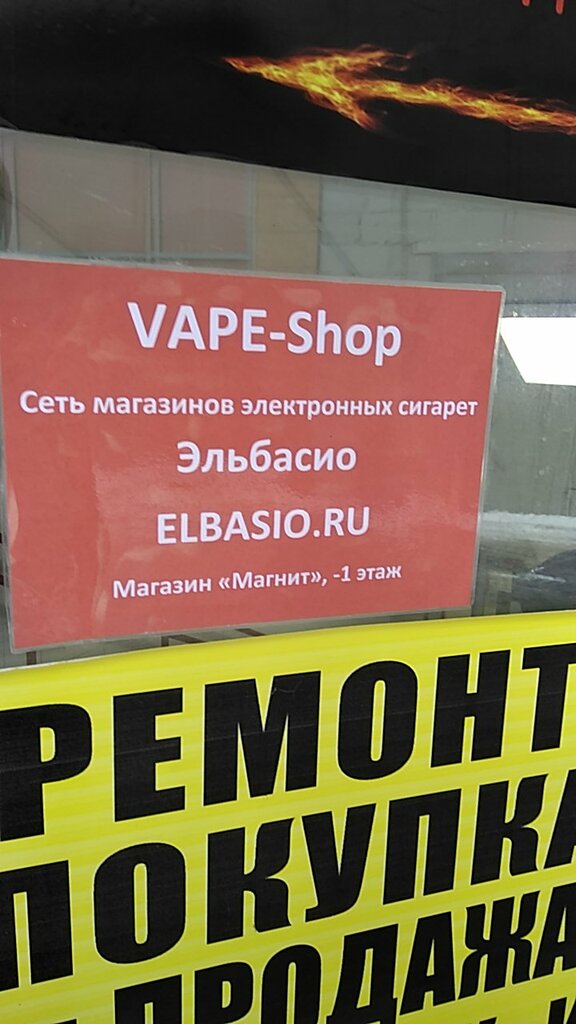 VAPE-Shop
Сеть магазинов электронных сигарет
Эльбасио
ELBASIO.RU
Магазин «Магнит», -1 этаж
РЕМОНТ
ПОКУПКА
ПРОДАЖА